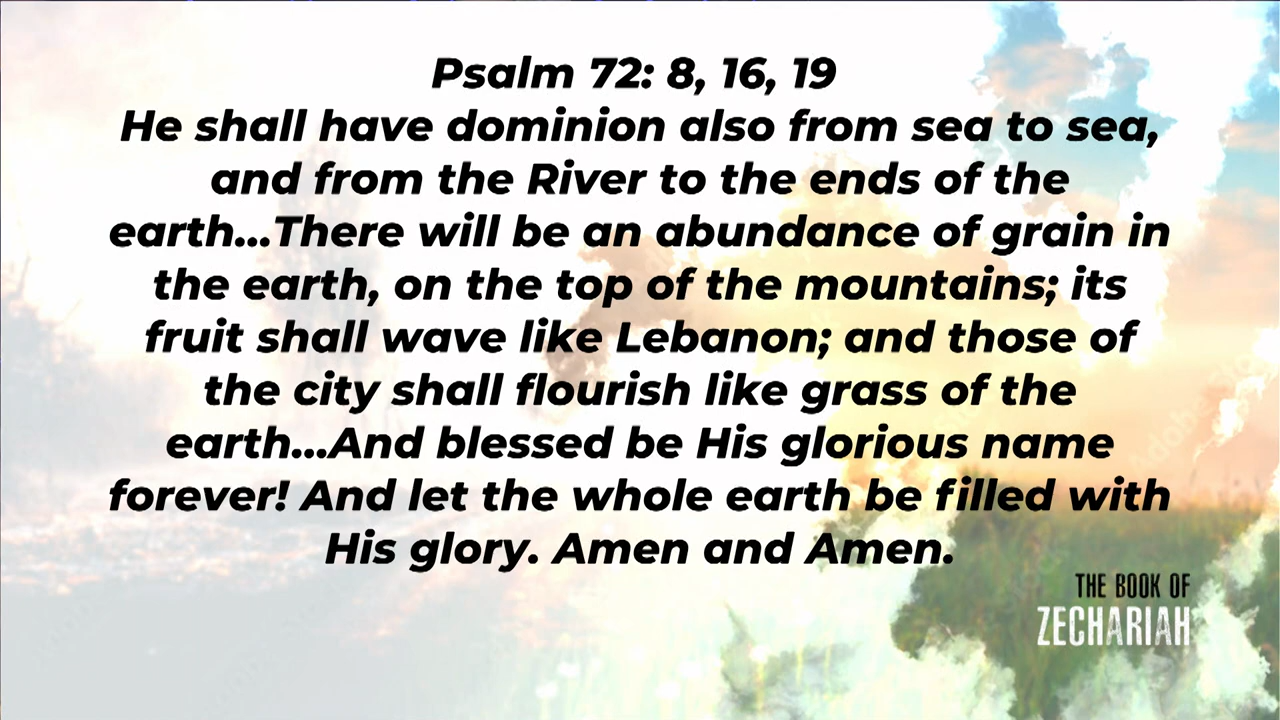 Psalm 72: 8, 16, 19
He shall have dominion also from sea to sea,
and from the River to the ends of the
earth...There will be an abundance of grain in
the earth, on the top of the mountains; its
fruit shall wave like Lebanon; and those of
the city shall flourish like grass of the
earth...And blessed be His glorious name
forever! And let the whole earth be filled with
His glory. Amen and Amen.
THE BOOK OF
ZECHARIAH